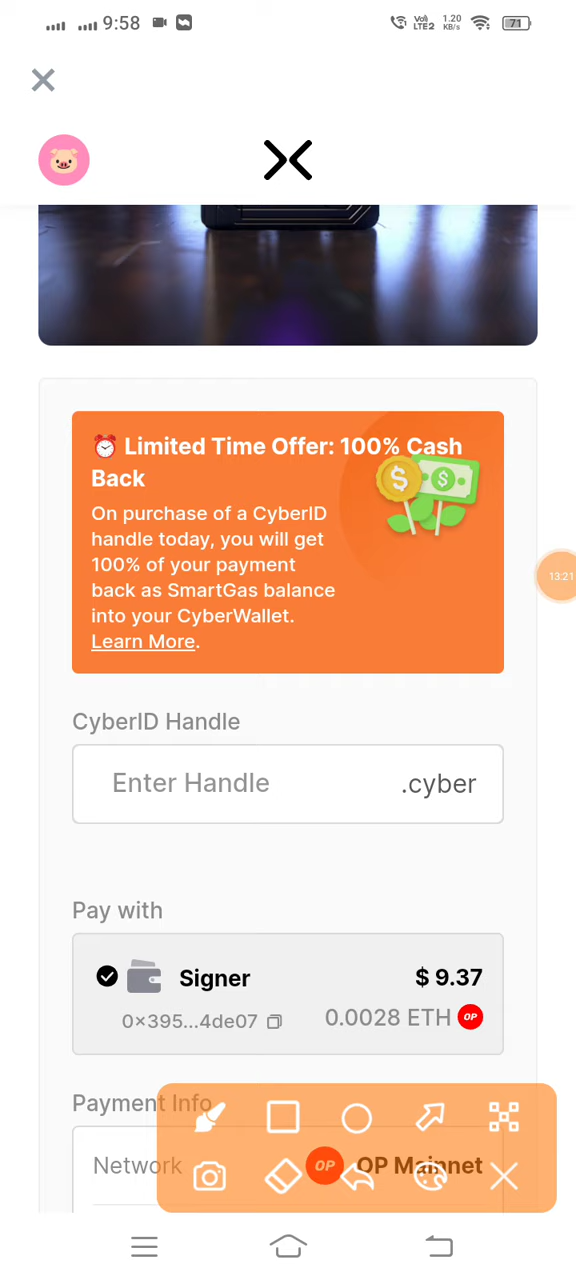 9:58
Vo)
LTE2
1.20
KB/s
71
Limited Time Offer: 100% Cash
Back
On purchase of a CyberID
handle today, you will get
100% of your payment
back as SmartGas balance
into your CyberWallet.
Learn More.
13:21
CyberID Handle
Enter Handle .cyber
Pay with
Signer $ 9.37
0x395...4de07 0.0028 ETH OP
Payment Info
Network OP OP Mainnet